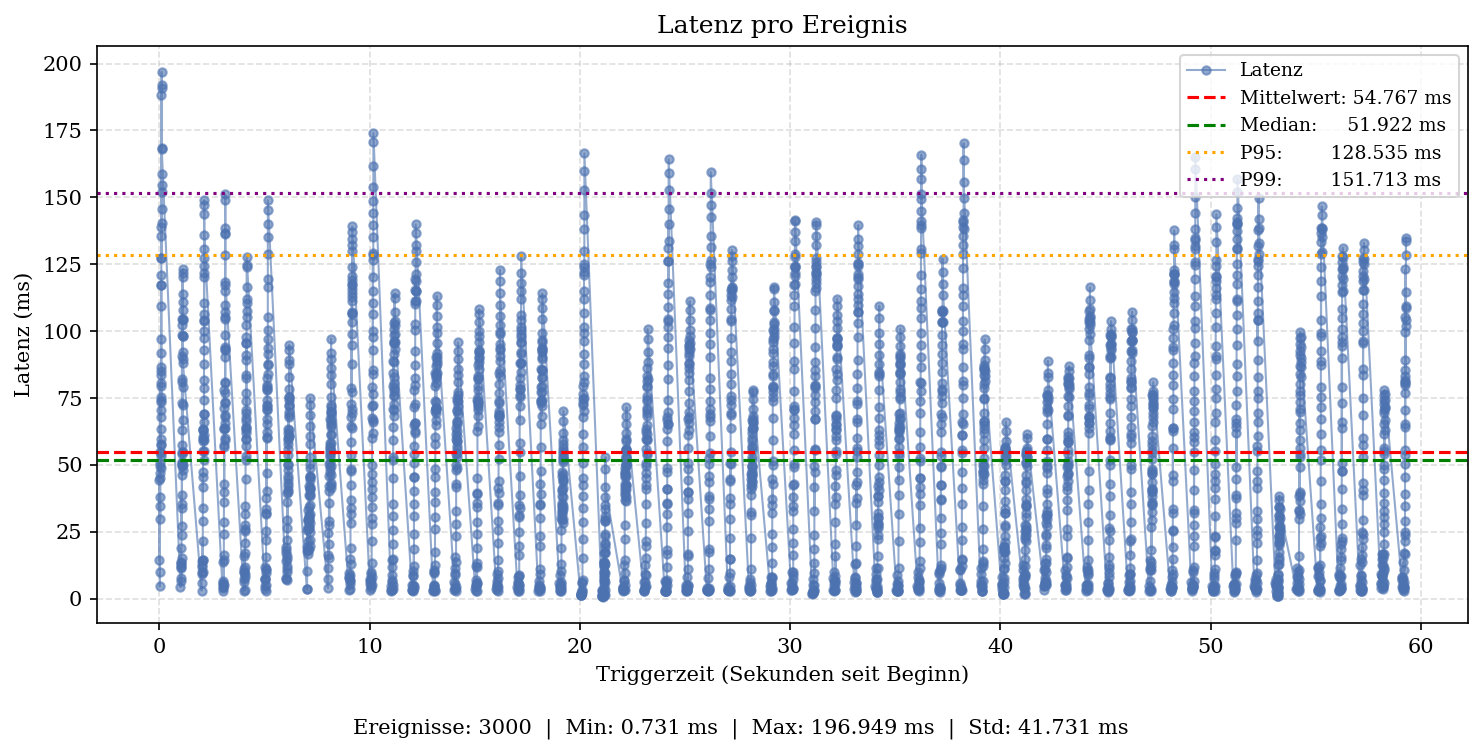 Latenz pro Ereignis
Latenz (ms)
200
175
150
125
100
75
50
25
0
Latenz
Mittelwert: 54.767 ms
Median: 51.922 ms
P95: 128.535 ms
P99: 151.713 ms
0 10 20 30 40 50 60
Triggerzeit (Sekunden seit Beginn)
Ereignisse: 3000 | Min: 0.731 ms | Max: 196.949 ms | Std: 41.731 ms